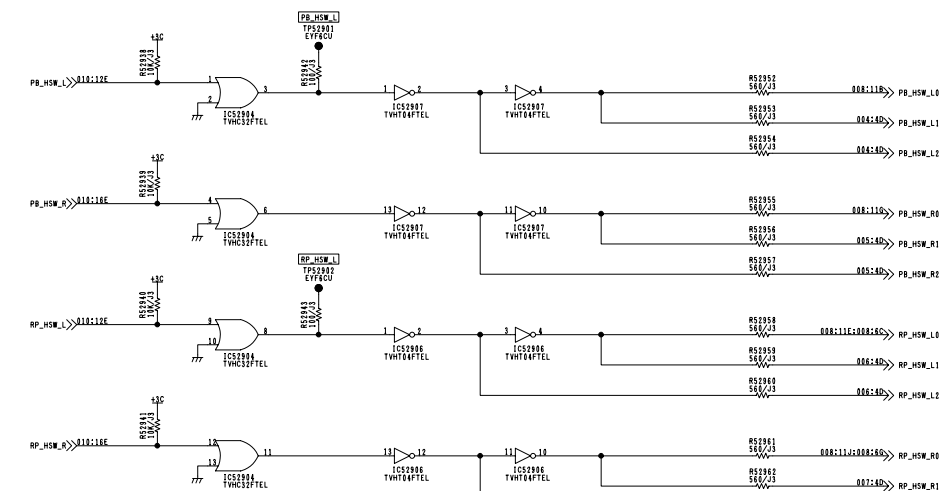 PB_HSW_L
TP52901
EYF6CU
+3C
R52938
10K/J3
R52942
100/J3
PB_HSW_L 010:12E
1
2
3
IC52904
TVHC32FTEL
1 2
IC52907
TVHT04FTEL
3 4
IC52907
TVHT04FTEL
R52952
560/J3
008:11B PB_HSW_L0
R52953
560/J3
004:4D PB_HSW_L1
R52954
560/J3
004:4D PB_HSW_L2
+3C
R52939
10K/J3
PB_HSW_R 010:16E
4
5
6
IC52904
TVHC32FTEL
13 12
IC52907
TVHT04FTEL
11 10
IC52907
TVHT04FTEL
R52955
560/J3
008:11G PB_HSW_R0
R52956
560/J3
005:4D PB_HSW_R1
R52957
560/J3
005:4D PB_HSW_R2
RP_HSW_L
TP52902
EYF6CU
+3C
R52940
10K/J3
R52943
100/J3
RP_HSW_L 010:12E
9
10
8
IC52904
TVHC32FTEL
1 2
IC52906
TVHT04FTEL
3 4
IC52906
TVHT04FTEL
R52958
560/J3
008:11E;008:6C RP_HSW_L0
R52959
560/J3
006:4D RP_HSW_L1
R52960
560/J3
006:4D RP_HSW_L2
+3C
R52941
10K/J3
RP_HSW_R 010:16E
12
13
11
IC52904
TVHC32FTEL
13 12
IC52906
TVHT04FTEL
11 10
IC52906
TVHT04FTEL
R52961
560/J3
008:11J;008:6G RP_HSW_R0
R52962
560/J3
007:4D RP_HSW_R1